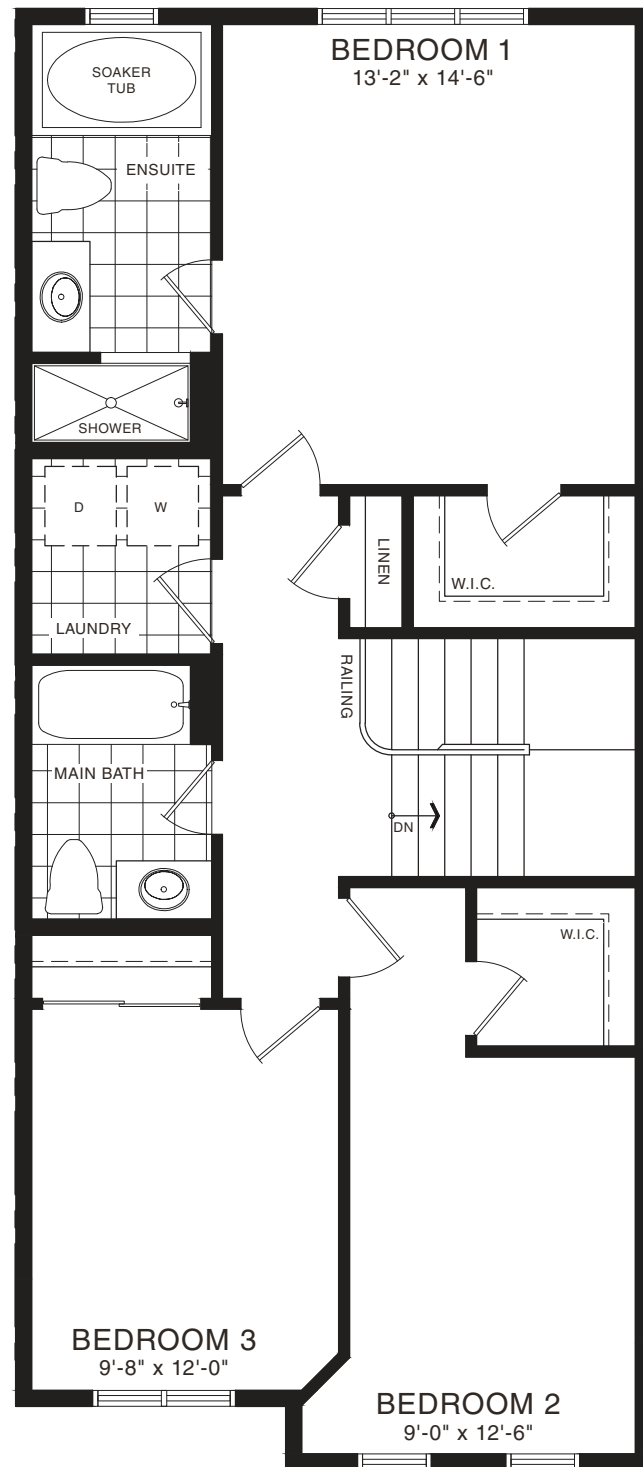 BEDROOM 1
13'-2" x 14'-6"
SOAKER
TUB
ENSUITE
SHOWER
D
W
LAUNDRY
LINEN
W.I.C.
RAILING
MAIN BATH
DN
W.I.C.
BEDROOM 3
9'-8" x 12'-0"
BEDROOM 2
9'-0" x 12'-6"